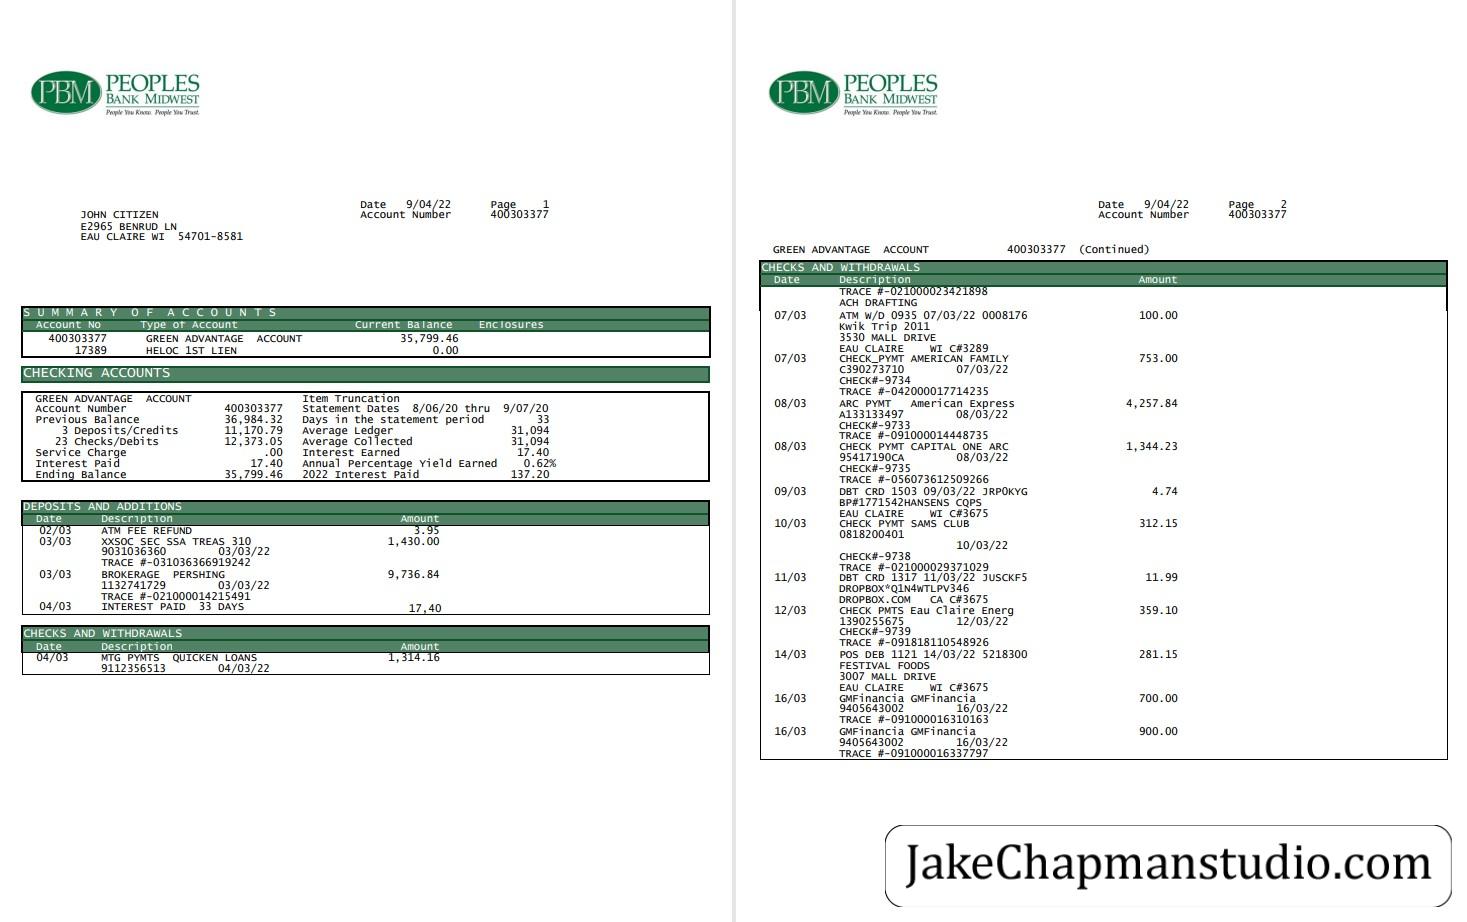 PBM PEOPLES
BANK MIDWEST
People You Know. People You Trust.
Date 9/04/22 Page 1
JOHN CITIZEN Account Number 400303377
E2965 BENRUD LN
EAU CLAIRE WI 54701-8581
SUMMARY OF ACCOUNTS
Account No Type of Account Current Balance Enclosures
400303377 GREEN ADVANTAGE ACCOUNT 35,799.46
17389 HELOC 1ST LIEN 0.00
CHECKING ACCOUNTS
GREEN ADVANTAGE ACCOUNT Item Truncation
Account Number 400303377 Statement Dates 8/06/20 thru 9/07/20
Previous Balance 36,984.32 Days in the statement period 33
3 Deposits/Credits 11,170.79 Average Ledger 31,094
23 Checks/Debits 12,373.05 Average Collected 31,094
Service Charge .00 Interest Earned 17.40
Interest Paid 17.40 Annual Percentage Yield Earned 0.62%
Ending Balance 35,799.46 2022 Interest Paid 137.20
DEPOSITS AND ADDITIONS
Date Description Amount
02/03 ATM FEE REFUND 3.95
03/03 XXSOC SEC SSA TREAS 310 1,430.00
9031036360 03/03/22
TRACE #-031036366919242
03/03 BROKERAGE PERSHING 9,736.84
1132741729 03/03/22
TRACE #-021000014215491
04/03 INTEREST PAID 33 DAYS 17,40
CHECKS AND WITHDRAWALS
Date Description Amount
04/03 MTG PYMTS QUICKEN LOANS 1,314.16
9112356513 04/03/22
PBM PEOPLES
BANK MIDWEST
People You Know. People You Trust.
Date 9/04/22 Page 2
Account Number 400303377
GREEN ADVANTAGE ACCOUNT 400303377 (Continued)
CHECKS AND WITHDRAWALS
Date Description Amount
TRACE #-021000023421898
ACH DRAFTING
07/03 ATM W/D 0935 07/03/22 0008176 100.00
Kwik Trip 2011
3530 MALL DRIVE
EAU CLAIRE WI C#3289
07/03 CHECK_PYMT AMERICAN FAMILY 753.00
C390273710 07/03/22
CHECK#-9734
TRACE #-042000017714235
08/03 ARC PYMT American Express 4,257.84
A133133497 08/03/22
CHECK#-9733
TRACE #-091000014448735
08/03 CHECK PYMT CAPITAL ONE ARC 1,344.23
95417190CA 08/03/22
CHECK#-9735
TRACE #-056073612509266
09/03 DBT CRD 1503 09/03/22 JRP0KYG 4.74
BP#1771542HANSENS CQPS
EAU CLAIRE WI C#3675
10/03 CHECK PYMT SAMS CLUB 312.15
0818200401
10/03/22
CHECK#-9738
TRACE #-021000029371029
11/03 DBT CRD 1317 11/03/22 JUSCKF5 11.99
DROPBOX*Q1N4WTLPV346
DROPBOX.COM CA C#3675
12/03 CHECK PMTS Eau Claire Energ 359.10
1390255675 12/03/22
CHECK#-9739
TRACE #-091818110548926
14/03 POS DEB 1121 14/03/22 5218300 281.15
FESTIVAL FOODS
3007 MALL DRIVE
EAU CLAIRE WI C#3675
16/03 GMFinancia GMFinancia 700.00
9405643002 16/03/22
TRACE #-091000016310163
16/03 GMFinancia GMFinancia 900.00
9405643002 16/03/22
TRACE #-091000016337797
JakeChapmanstudio.com